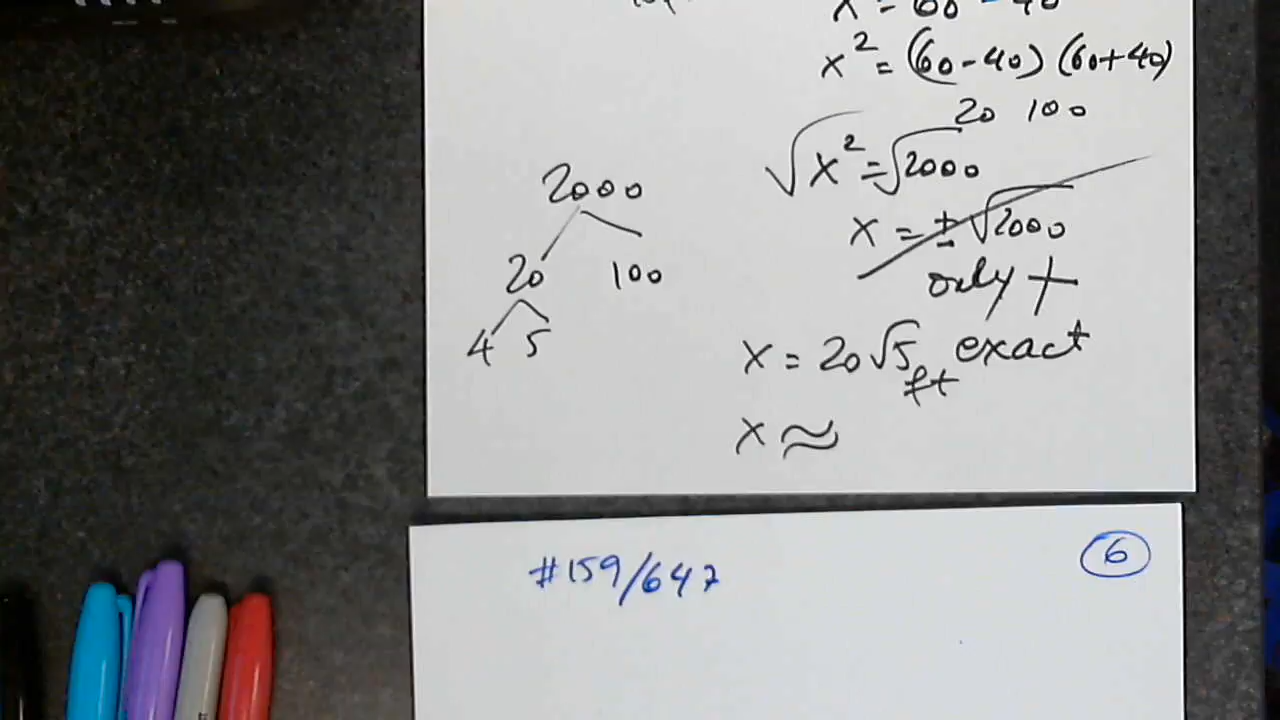 x² = (60-40) (60+40)
20 100
√x² = √2000
x = ±√2000
only +
x = 20√5 ft exact
x ≈
2000
20 100
4 5
#159/647
6